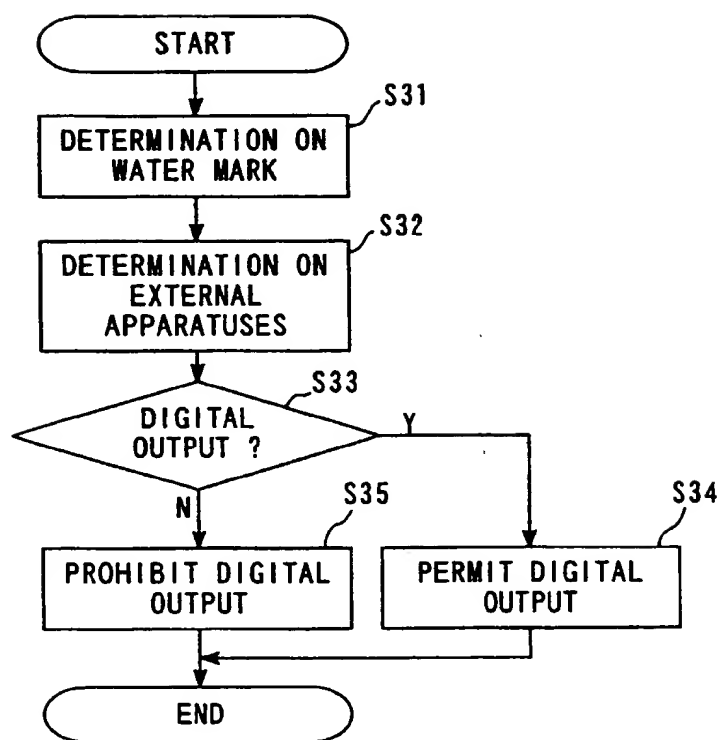 START
S31
DETERMINATION ON
WATER MARK
S32
DETERMINATION ON
EXTERNAL
APPARATUSES
S33
DIGITAL
OUTPUT ?
Y
N
S35
PROHIBIT DIGITAL
OUTPUT
S34
PERMIT DIGITAL
OUTPUT
END